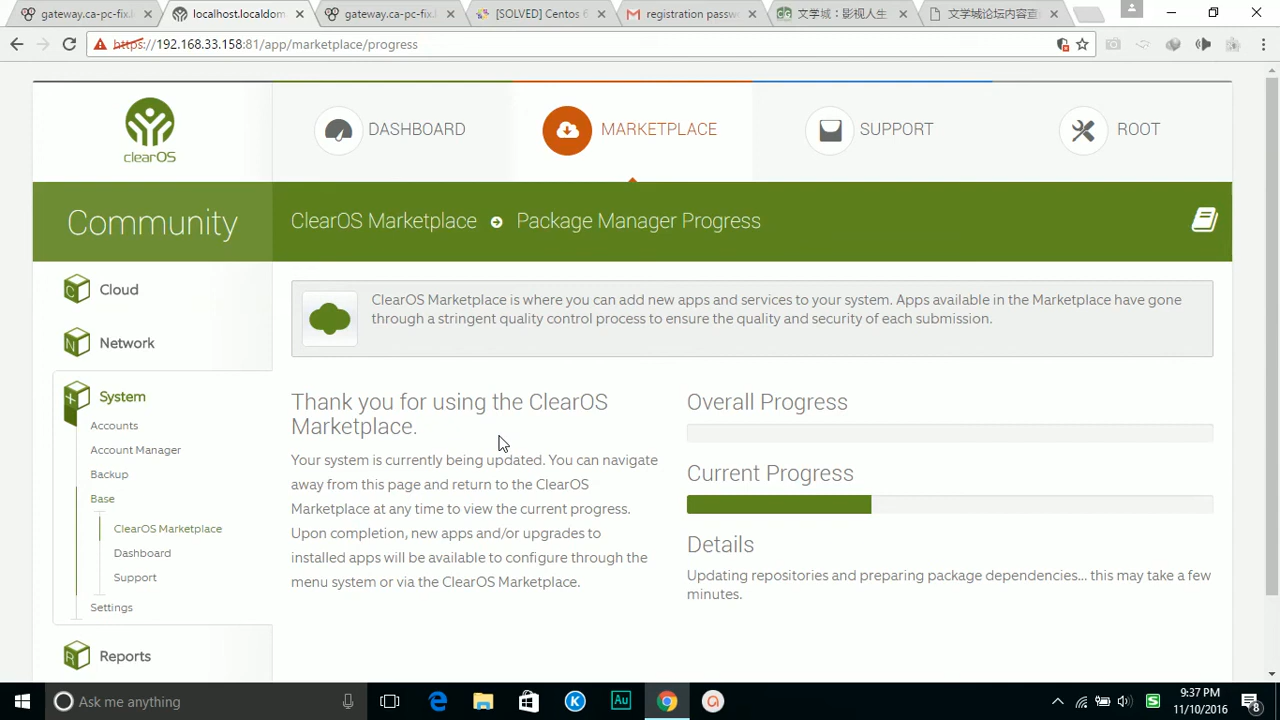 gateway.ca-pc-fix.
localhost.localdom
gateway.ca-pc-fix.l
[SOLVED] Centos 6
registration passw
文学城：影视人生
文学城论坛内容直
https://192.168.33.158:81/app/marketplace/progress
clearOS
DASHBOARD
MARKETPLACE
SUPPORT
ROOT
Community
ClearOS Marketplace
Package Manager Progress
Cloud
Network
System
Accounts
Account Manager
Backup
Base
ClearOS Marketplace
Dashboard
Support
Settings
Reports
ClearOS Marketplace is where you can add new apps and services to your system. Apps available in the Marketplace have gone
through a stringent quality control process to ensure the quality and security of each submission.
Thank you for using the ClearOS
Marketplace.
Your system is currently being updated. You can navigate
away from this page and return to the ClearOS
Marketplace at any time to view the current progress.
Upon completion, new apps and/or upgrades to
installed apps will be available to configure through the
menu system or via the ClearOS Marketplace.
Overall Progress
Current Progress
Details
Updating repositories and preparing package dependencies... this may take a few
minutes.
Ask me anything
Au
9:37 PM
11/10/2016
8